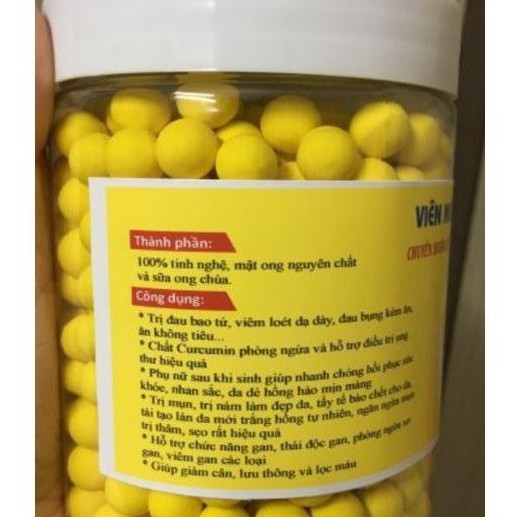 VIÊN
CHUYÊN
Thành phần:
100% tinh nghệ, mật ong nguyên chất
và sữa ong chúa.
Công dụng:
* Trị đau bao tử, viêm loét dạ dày, đau bụng kém ăn,
ăn không tiêu...
* Chất Curcumin phòng ngừa và hỗ trợ điều trị ung
thư hiệu quả
* Phụ nữ sau khi sinh giúp nhanh chóng hồi phục sức
khỏe, nhan sắc, da dẻ hồng hào mịn màng
* Trị mụn, trị nám làm đẹp da, tẩy tế bào chết cho da,
tái tạo làn da mới trắng hồng tự nhiên, ngăn ngừa mụn
trị thâm, sẹo rất hiệu quả
* Hỗ trợ chức năng gan, thải độc gan, phòng ngừa xơ
gan, viêm gan các loại
* Giúp giảm cân, lưu thông và lọc máu